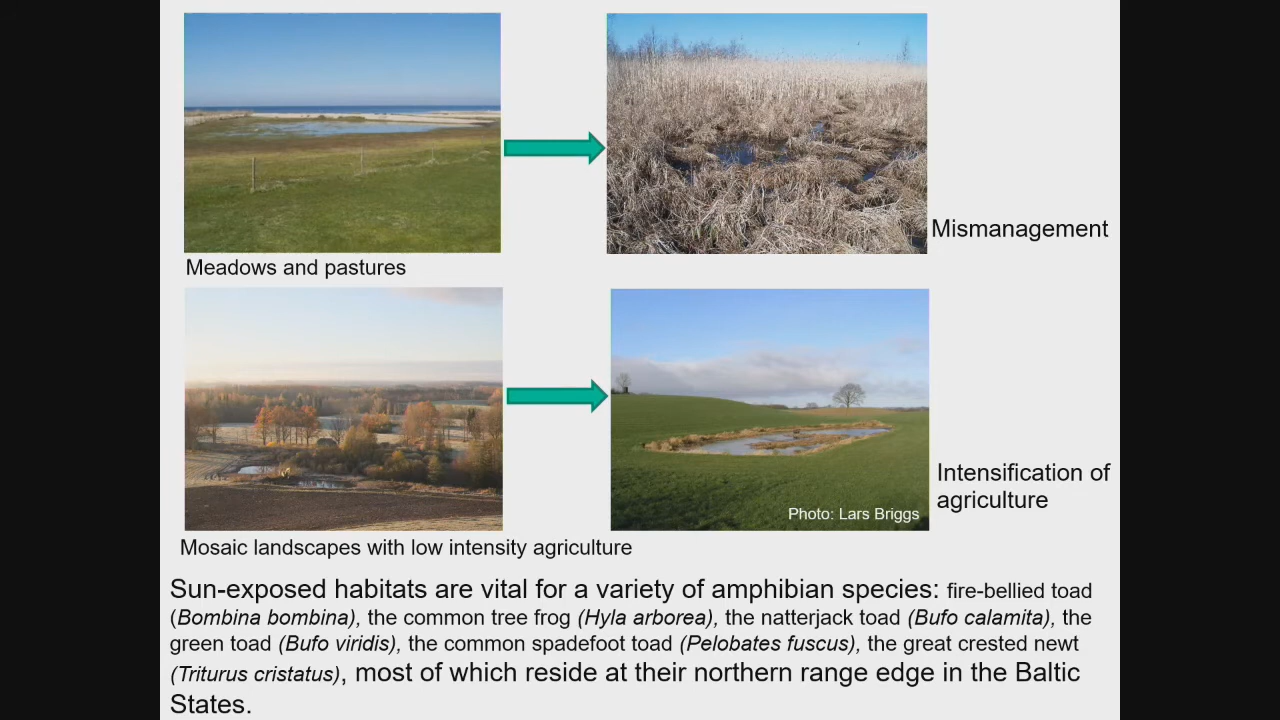 Mismanagement
Meadows and pastures
Intensification of
agriculture
Photo: Lars Briggs
Mosaic landscapes with low intensity agriculture
Sun-exposed habitats are vital for a variety of amphibian species: fire-bellied toad
(Bombina bombina), the common tree frog (Hyla arborea), the natterjack toad (Bufo calamita), the
green toad (Bufo viridis), the common spadefoot toad (Pelobates fuscus), the great crested newt
(Triturus cristatus), most of which reside at their northern range edge in the Baltic
States.